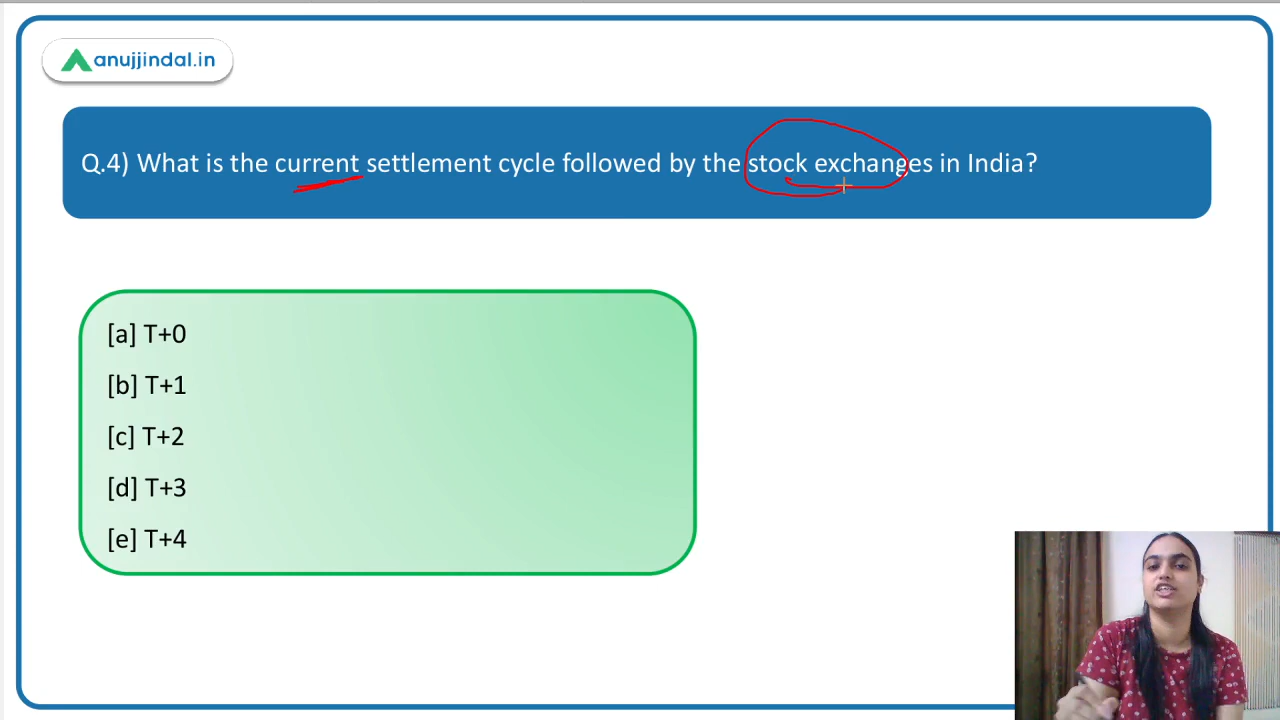 anujjindal.in
Q.4) What is the current settlement cycle followed by the stock exchanges in India?
[a] T+0
[b] T+1
[c] T+2
[d] T+3
[e] T+4